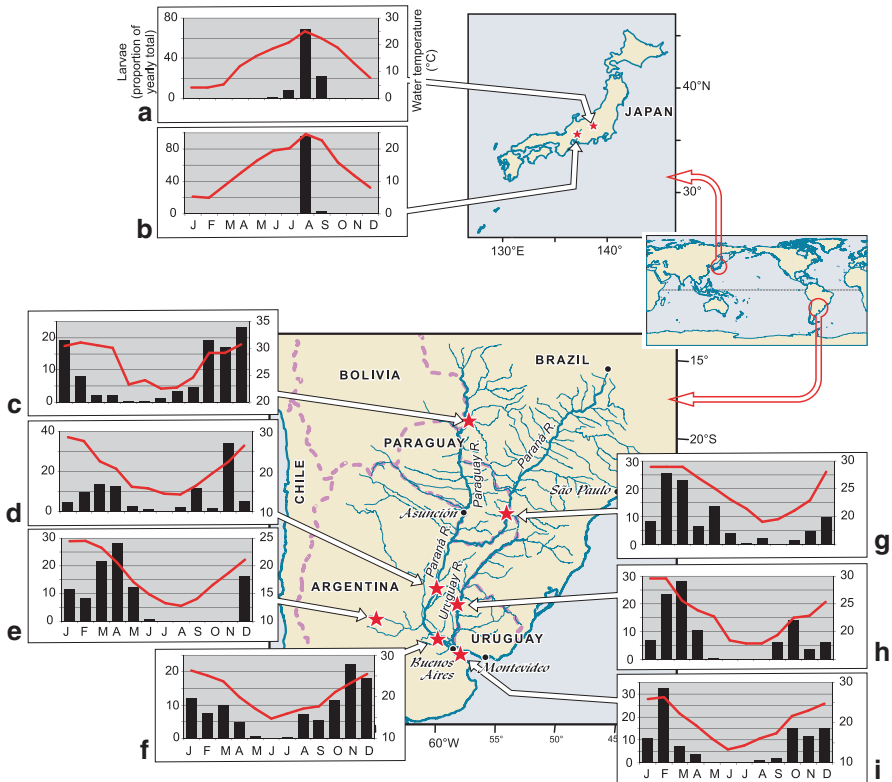 80
40
0
30
20
10
0
Larvae
(proportion of
yearly total)
Water temperature
(°C)
a
80
40
0
20
10
0
J F M A M J J A S O N D
b
JAPAN
40°N
30°
130°E
140°
20
10
0
35
30
25
20
c
40
20
0
30
20
10
d
30
20
10
0
25
20
15
10
J F M A M J J A S O N D
e
20
10
0
30
20
10
J F M A M J J A S O N D
f
BOLIVIA
BRAZIL
PARAGUAY
CHILE
Paraguay R.
Paraná R.
São Paulo
Asunción
Paraná R.
Uruguay R.
ARGENTINA
URUGUAY
Buenos
Aires
Montevideo
15°
20°S
60°W
55°
45
30
20
10
0
30
25
20
g
30
20
10
0
30
25
20
h
30
20
10
0
30
20
10
J F M A M J J A S O N D
i